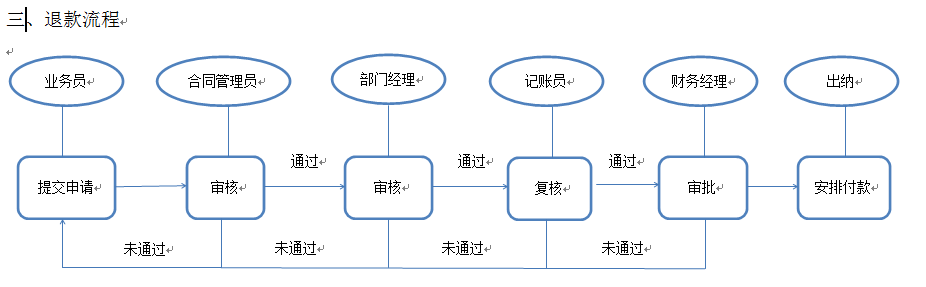 三、退款流程
业务员
合同管理员
部门经理
记账员
财务经理
出纳
通过
通过
通过
提交申请
审核
审核
复核
审批
安排付款
未通过
未通过
未通过
未通过